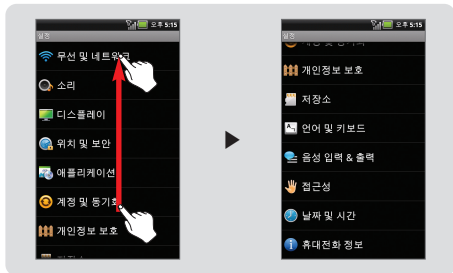 오후 5:15
설정
무선 및 네트워크
소리
디스플레이
위치 및 보안
애플리케이션
계정 및 동기화
개인정보 보호
오후 5:15
설정
개인정보 보호
저장소
언어 및 키보드
음성 입력 & 출력
접근성
날짜 및 시간
휴대전화 정보